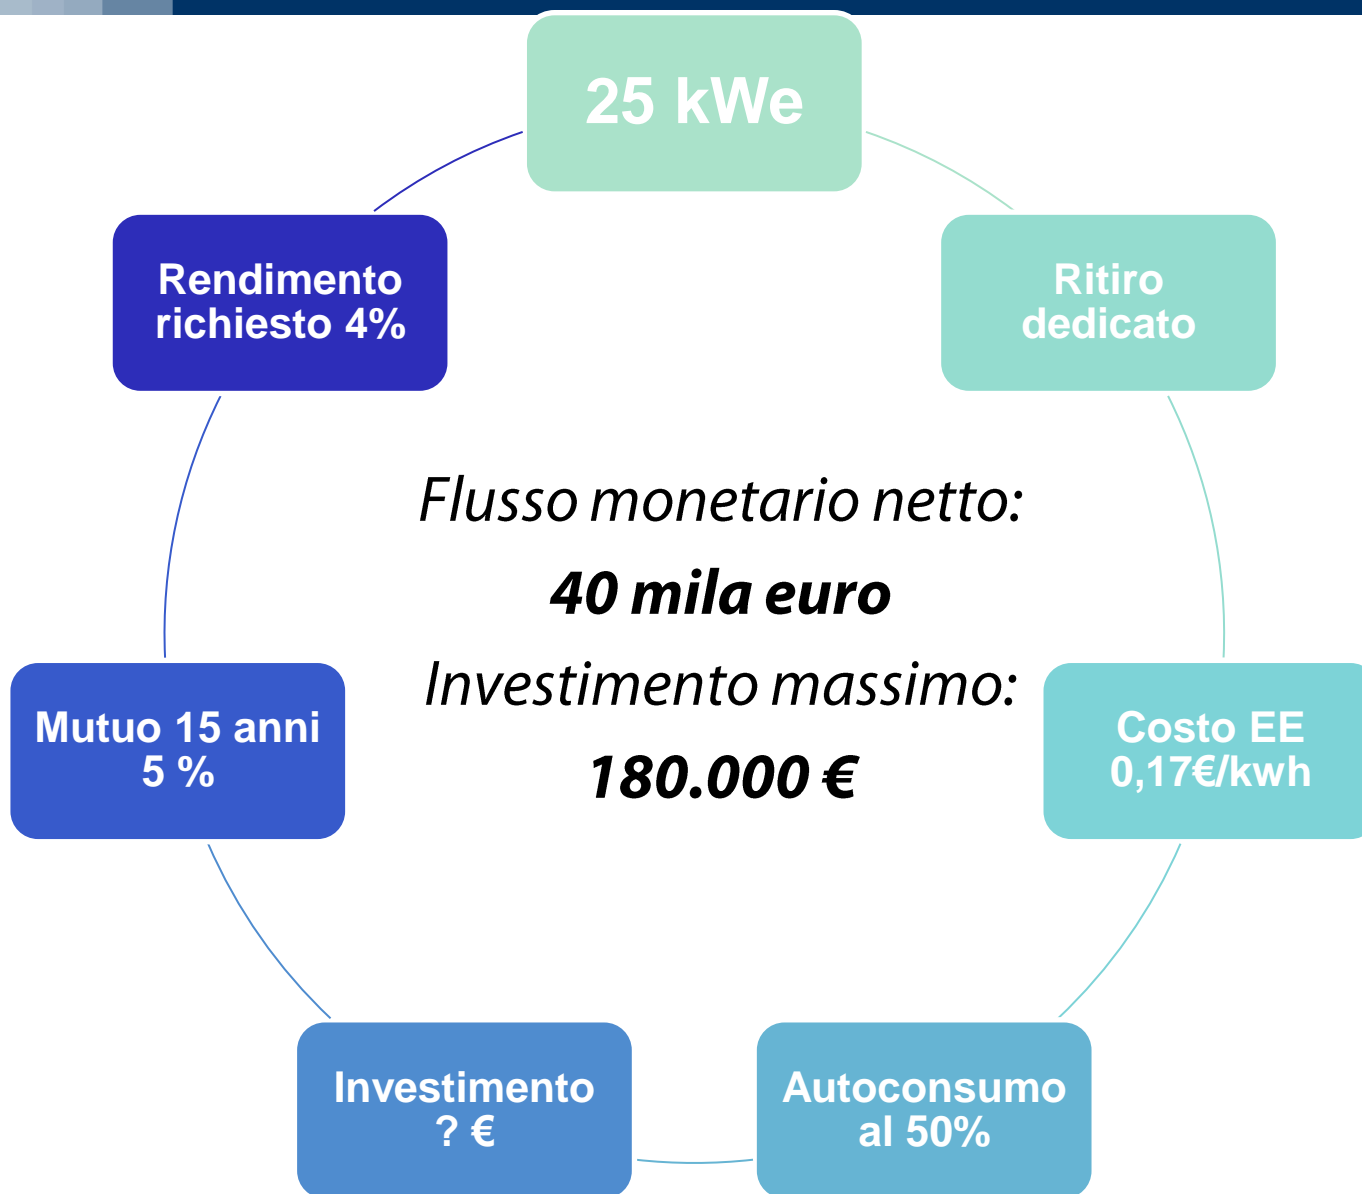 25 kWe
Rendimento
richiesto 4%
Ritiro
dedicato
Flusso monetario netto:
40 mila euro
Investimento massimo:
180.000 €
Mutuo 15 anni
5 %
Costo EE
0,17€/kwh
Investimento
? €
Autoconsumo
al 50%